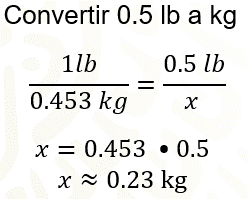 Convertir 0.5 lb a kg
1lb / 0.453 kg = 0.5 lb / x
x = 0.453 • 0.5
x ≈ 0.23 kg